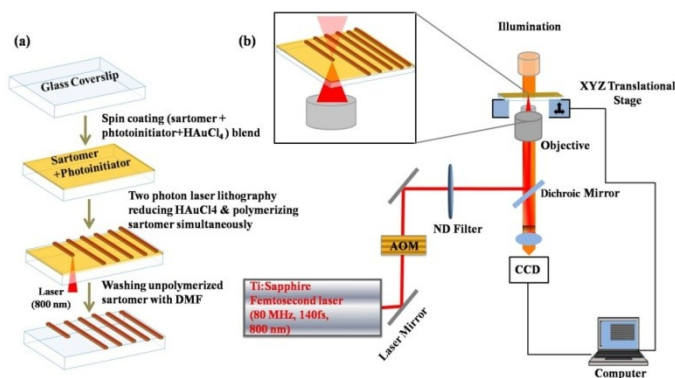 (a)
Glass Coverslip
Spin coating (sartomer +
phtotoinitiator+HAuCl₄) blend
Sartomer
+Photoinitiator
Two photon laser lithography
reducing HAuCl4 & polymerizing
sartomer simultaneously
Laser
(800 nm)
Washing unpolymerized
sartomer with DMF
(b)
Illumination
XYZ Translational
Stage
Objective
Dichroic Mirror
ND Filter
AOM
CCD
Ti:Sapphire
Femtosecond laser
(80 MHz, 140fs,
800 nm)
Laser Mirror
Computer